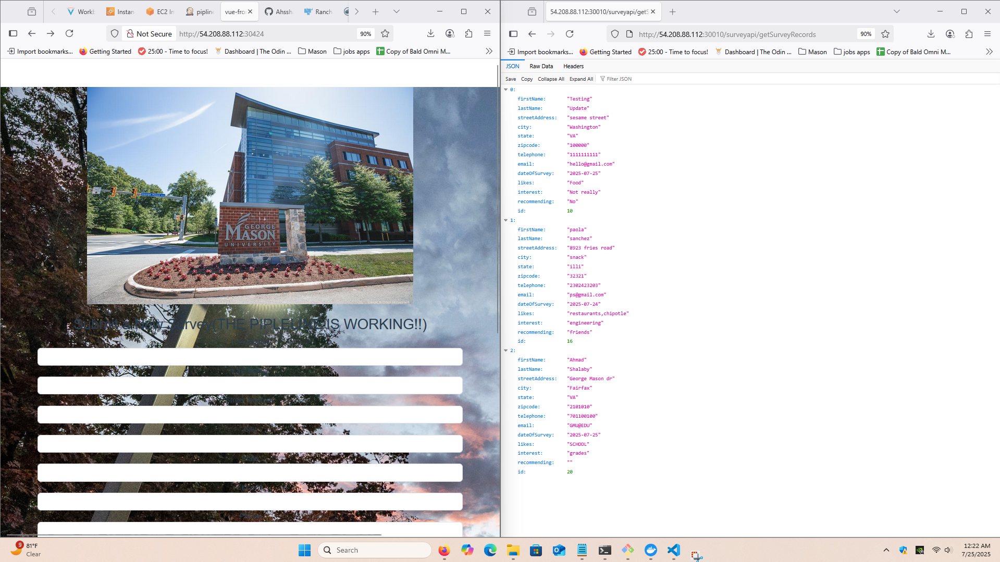 Workb
Instan
EC2 In
piplin
vue-fro
Ahssh
Ranch
Not Secure
http://54.208.88.112:30424
90%
Import bookmarks...
Getting Started
25:00 - Time to focus!
Dashboard | The Odin ...
Mason
jobs apps
Copy of Bald Omni M...
GEORGE
MASON
UNIVERSITY
Submit a New Survey(THE PIPLELINE IS WORKING!!)
81°F
Clear
9
54.208.88.112:30010/surveyapi/getS
http://54.208.88.112:30010/surveyapi/getSurveyRecords
90%
Import bookmarks...
Getting Started
25:00 - Time to focus!
Dashboard | The Odin ...
Mason
jobs apps
Copy of Bald Omni M...
JSON Raw Data Headers
Save Copy Collapse All Expand All Filter JSON
0:
firstName: "Testing"
lastName: "Update"
streetAddress: "sesame street"
city: "Washington"
state: "VA"
zipcode: "100000"
telephone: "1111111111"
email: "hello@gmail.com"
dateOfSurvey: "2025-07-25"
likes: "Food"
interest: "Not really"
recommending: "No"
id: 10
1:
firstName: "paola"
lastName: "sanchez"
streetAddress: "8923 fries road"
city: "snack"
state: "illi"
zipcode: "32321"
telephone: "2302423203"
email: "ps@gmail.com"
dateOfSurvey: "2025-07-24"
likes: "restaurants,chipotle"
interest: "engineering"
recommending: "friends"
id: 16
2:
firstName: "Ahmad"
lastName: "Shalaby"
streetAddress: "George Mason dr"
city: "Fairfax"
state: "VA"
zipcode: "2101010"
telephone: "701100100"
email: "GMU@EDU"
dateOfSurvey: "2025-07-25"
likes: "SCHOOL"
interest: "grades"
recommending: ""
id: 20
Search
12:22 AM
7/25/2025